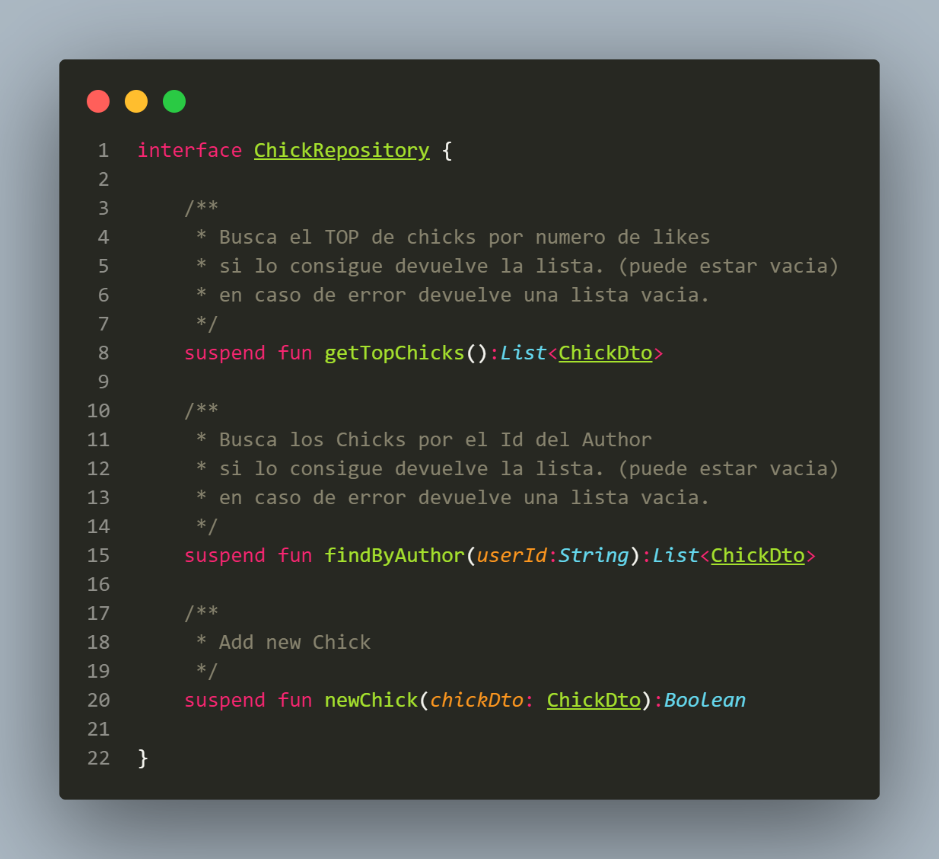 1 interface ChickRepository {
2
3 /**
4 * Busca el TOP de chicks por numero de likes
5 * si lo consigue devuelve la lista. (puede estar vacia)
6 * en caso de error devuelve una lista vacia.
7 */
8 suspend fun getTopChicks():List<ChickDto>
9
10 /**
11 * Busca los Chicks por el Id del Author
12 * si lo consigue devuelve la lista. (puede estar vacia)
13 * en caso de error devuelve una lista vacia.
14 */
15 suspend fun findByAuthor(userId:String):List<ChickDto>
16
17 /**
18 * Add new Chick
19 */
20 suspend fun newChick(chickDto: ChickDto):Boolean
21
22 }